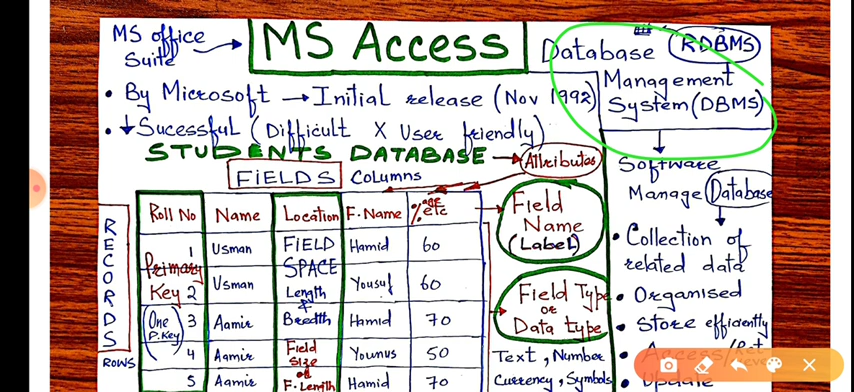 MS office
Suite
MS Access
Database RDBMS
Management
System (DBMS)
• By Microsoft → Initial release (Nov 1992)
• ↓ Sucessful (Difficult X User friendly)
STUDENTS DATABASE → Attributes
FIELDS Columns
RECORDS
ROWS
Roll No Name Location F.Name %age etc
1 Usman FIELD Hamid 60
Primary SPACE
Key 2 Usman Length Yousuf 60
&
One 3 Aamir Breadth Hamid 70
P.Key
4 Aamir Field Size Younus 50
or
5 Aamir F. Length Hamid 70
Field
Name
(Label)
Field Type
or
Data type
Text, Number
Currency, Symbols
Software
Manage Database
• Collection of
related data
• Organised
• Store efficiently
• Update